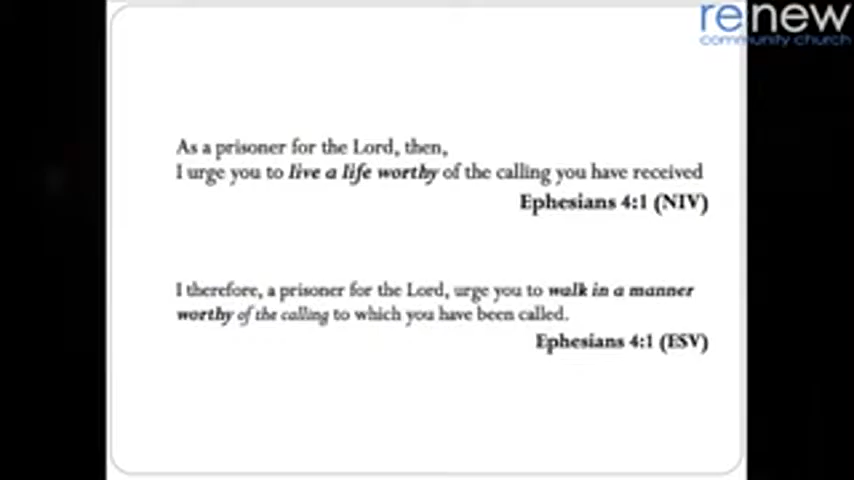 renew
community church
As a prisoner for the Lord, then,
I urge you to live a life worthy of the calling you have received
Ephesians 4:1 (NIV)
I therefore, a prisoner for the Lord, urge you to walk in a manner
worthy of the calling to which you have been called.
Ephesians 4:1 (ESV)